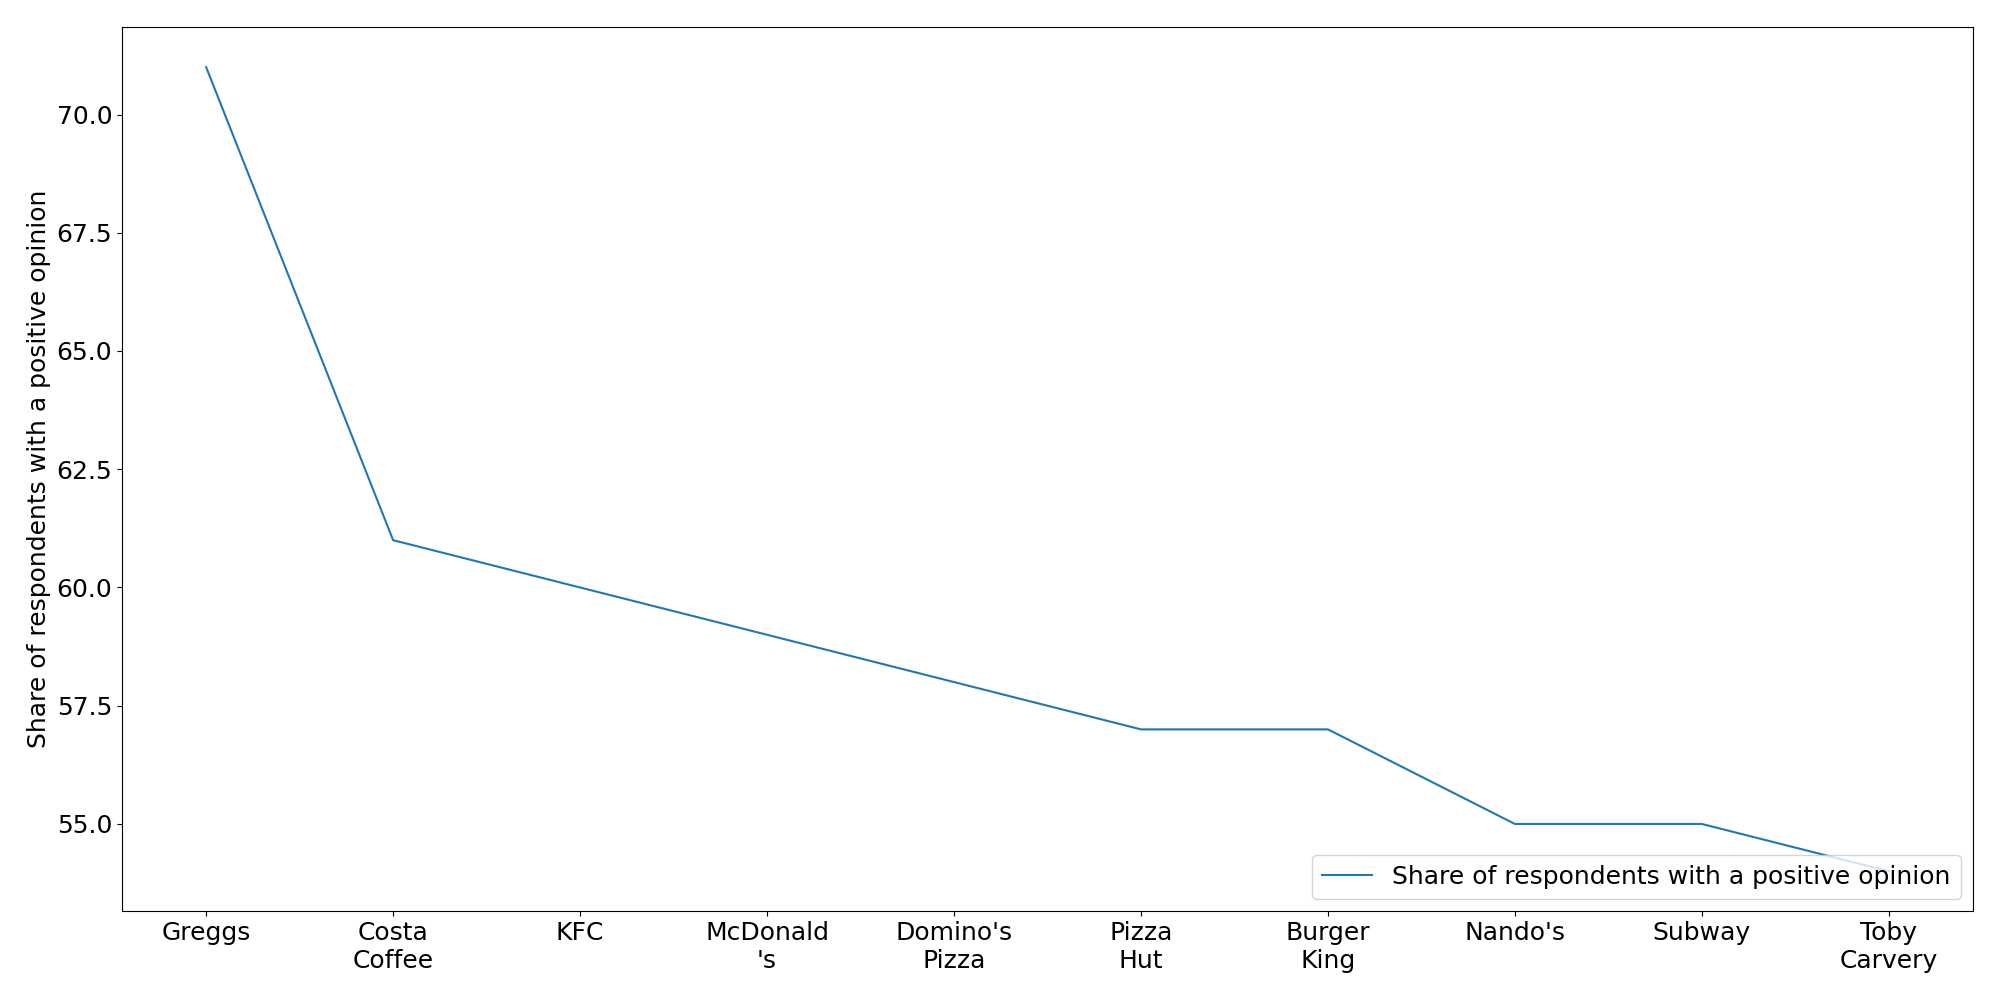 Share of respondents with a positive opinion
70.0
67.5
65.0
62.5
60.0
57.5
55.0
Share of respondents with a positive opinion
Greggs
Costa
Coffee
KFC
McDonald
's
Domino's
Pizza
Pizza
Hut
Burger
King
Nando's
Subway
Toby
Carvery